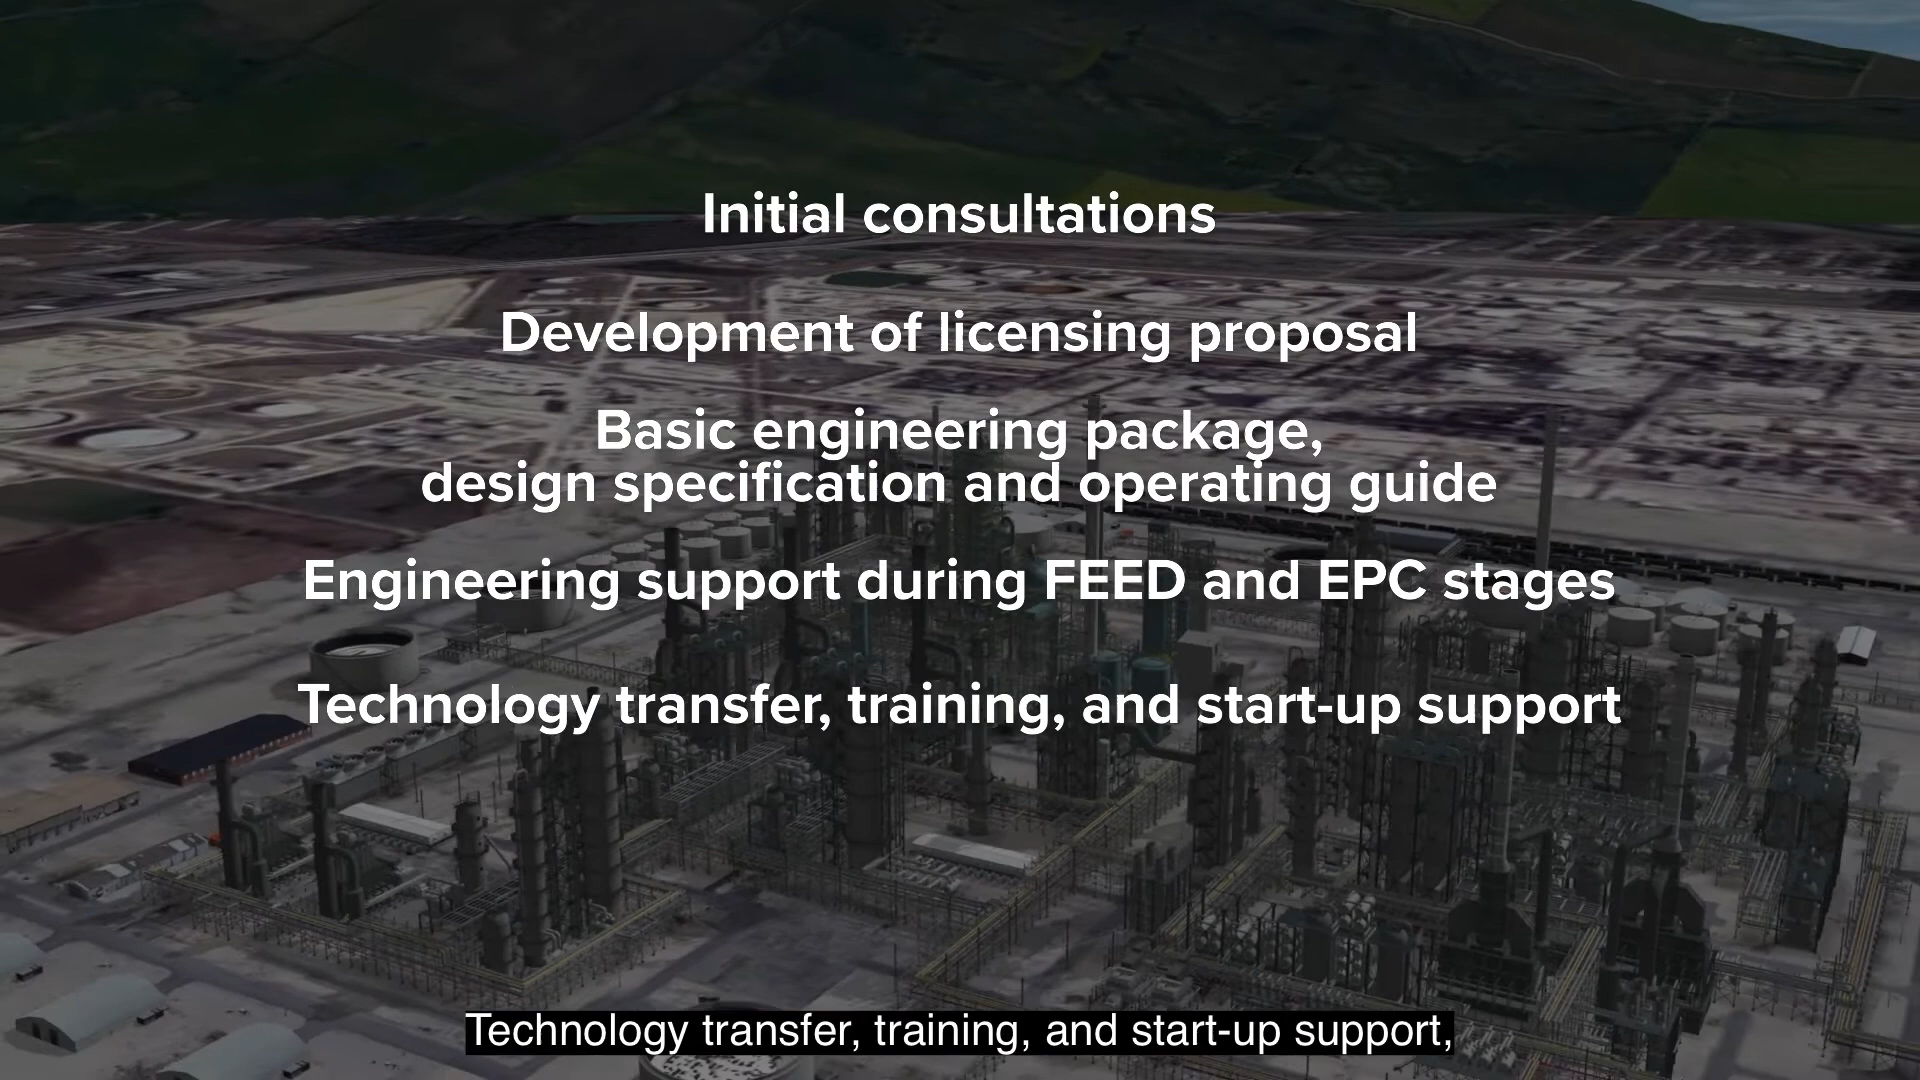 Initial consultations
Development of licensing proposal
Basic engineering package,
design specification and operating guide
Engineering support during FEED and EPC stages
Technology transfer, training, and start-up support
Technology transfer, training, and start-up support,